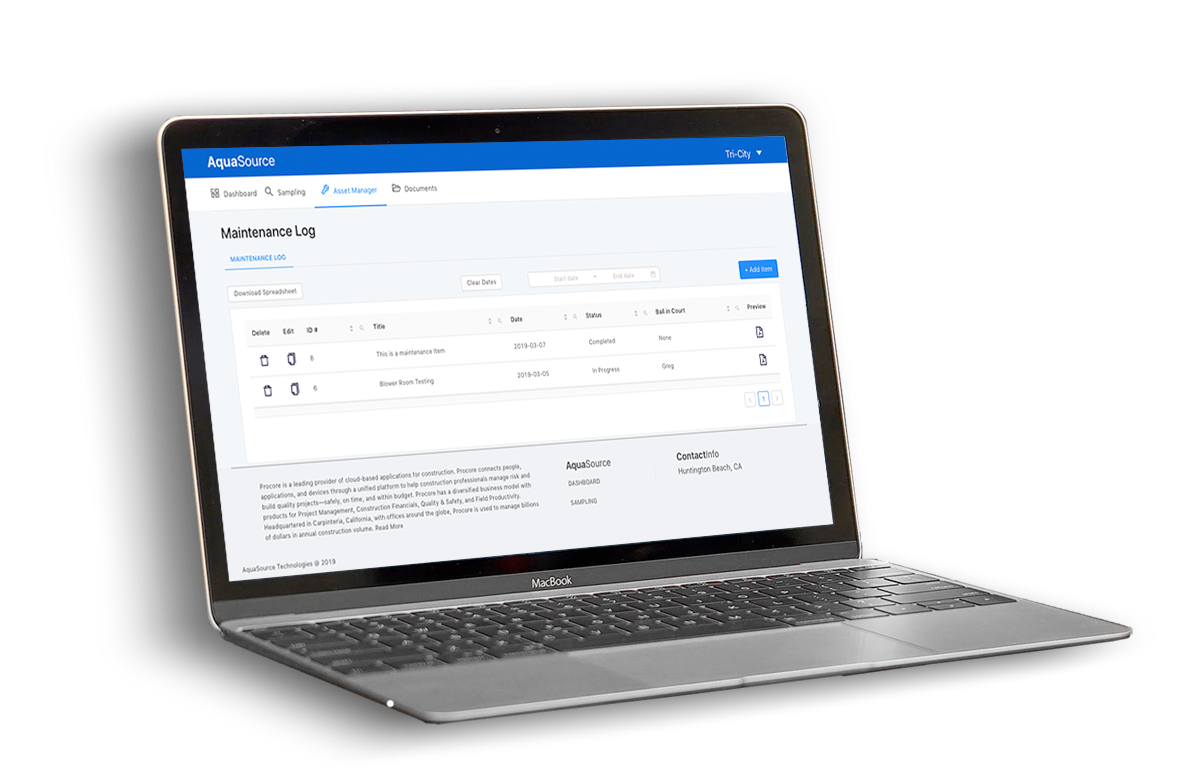 AquaSource
Tri-City
Dashboard Sampling Asset Manager Documents
Maintenance Log
MAINTENANCE LOG
Download Spreadsheet
Clear Dates
Start date
End date
+ Add Item
Delete Edit ID # Title Date Status Ball in Court Preview
8 This is a maintenance Item 2019-03-07 Completed None
6 Blower Room Testing 2019-03-05 In Progress Greg
1
Procore is a leading provider of cloud-based applications for construction. Procore connects people,
applications, and devices through a unified platform to help construction professionals manage risk and
build quality projects—safely, on time, and within budget. Procore has a diversified business model with
products for Project Management, Construction Financials, Quality & Safety, and Field Productivity.
Headquartered in Carpinteria, California, with offices around the globe, Procore is used to manage billions
of dollars in annual construction volume. Read More
AquaSource
DASHBOARD
SAMPLING
ContactInfo
Huntington Beach, CA
AquaSource Technologies @ 2019
MacBook